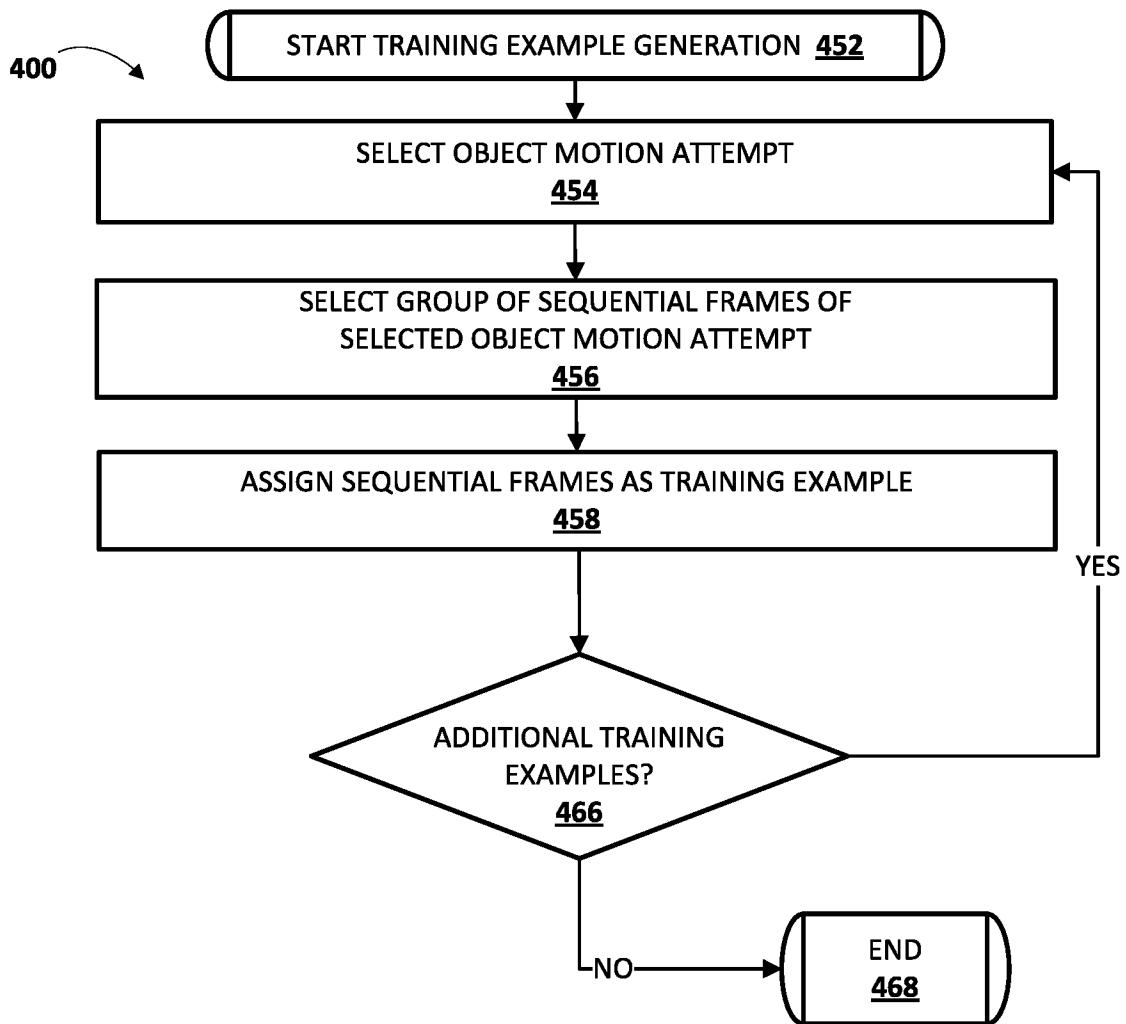 START TRAINING EXAMPLE GENERATION 452
400
SELECT OBJECT MOTION ATTEMPT
454
SELECT GROUP OF SEQUENTIAL FRAMES OF
SELECTED OBJECT MOTION ATTEMPT
456
ASSIGN SEQUENTIAL FRAMES AS TRAINING EXAMPLE
458
YES
ADDITIONAL TRAINING
EXAMPLES?
466
NO
END
468